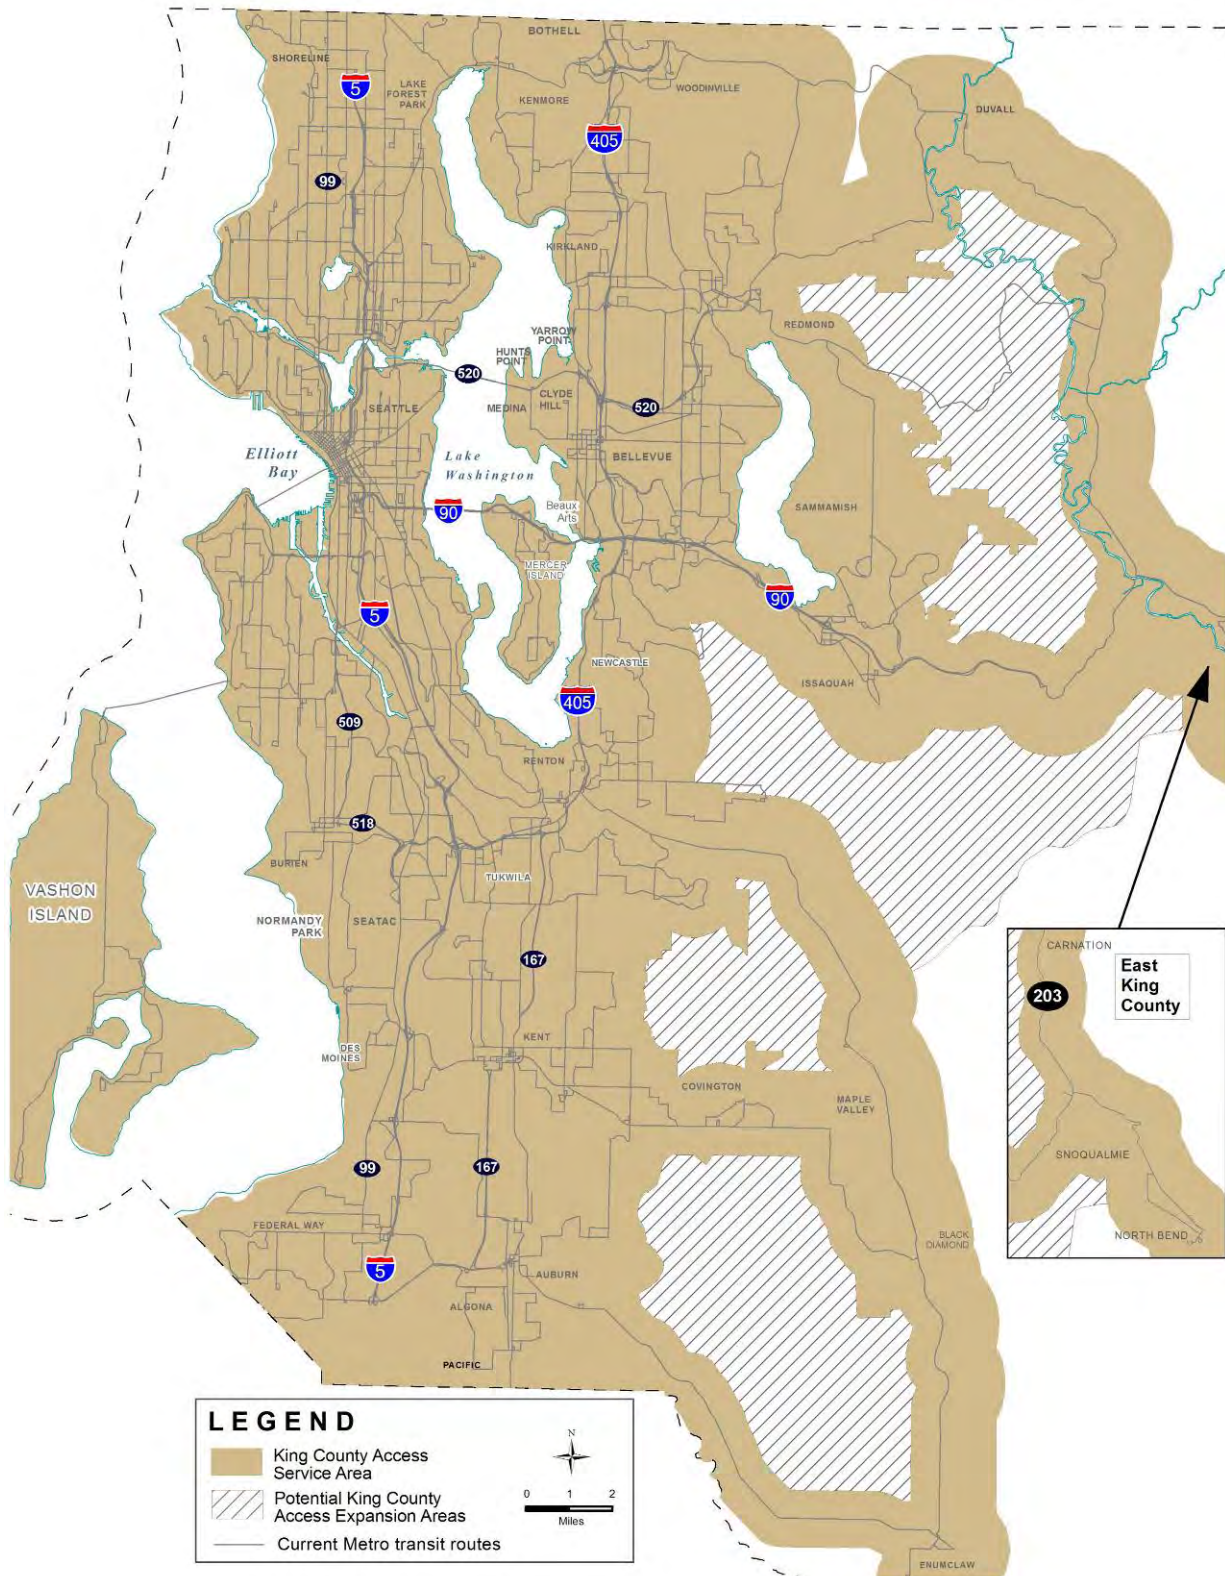 BOTHELL
SHORELINE
5
LAKE
FOREST
PARK
KENMORE
WOODINVILLE
DUVALL
405
99
KIRKLAND
REDMOND
YARROW
POINT
HUNTS
POINT
520
CLYDE
HILL
MEDINA
520
SEATTLE
Elliott
Bay
Lake
Washington
BELLEVUE
90
Beaux
Arts
SAMMAMISH
MERCER
ISLAND
90
5
NEWCASTLE
ISSAQUAH
405
509
RENTON
518
BURIEN
TUKWILA
VASHON
ISLAND
NORMANDY
PARK
SEATAC
167
KENT
DES
MOINES
COVINGTON
MAPLE
VALLEY
CARNATION
203
East
King
County
SNOQUALMIE
NORTH BEND
99
167
FEDERAL WAY
BLACK
DIAMOND
5
AUBURN
ALGONA
PACIFIC
ENUMCLAW
LEGEND
King County Access
Service Area
Potential King County
Access Expansion Areas
Current Metro transit routes
N
0 1 2
Miles